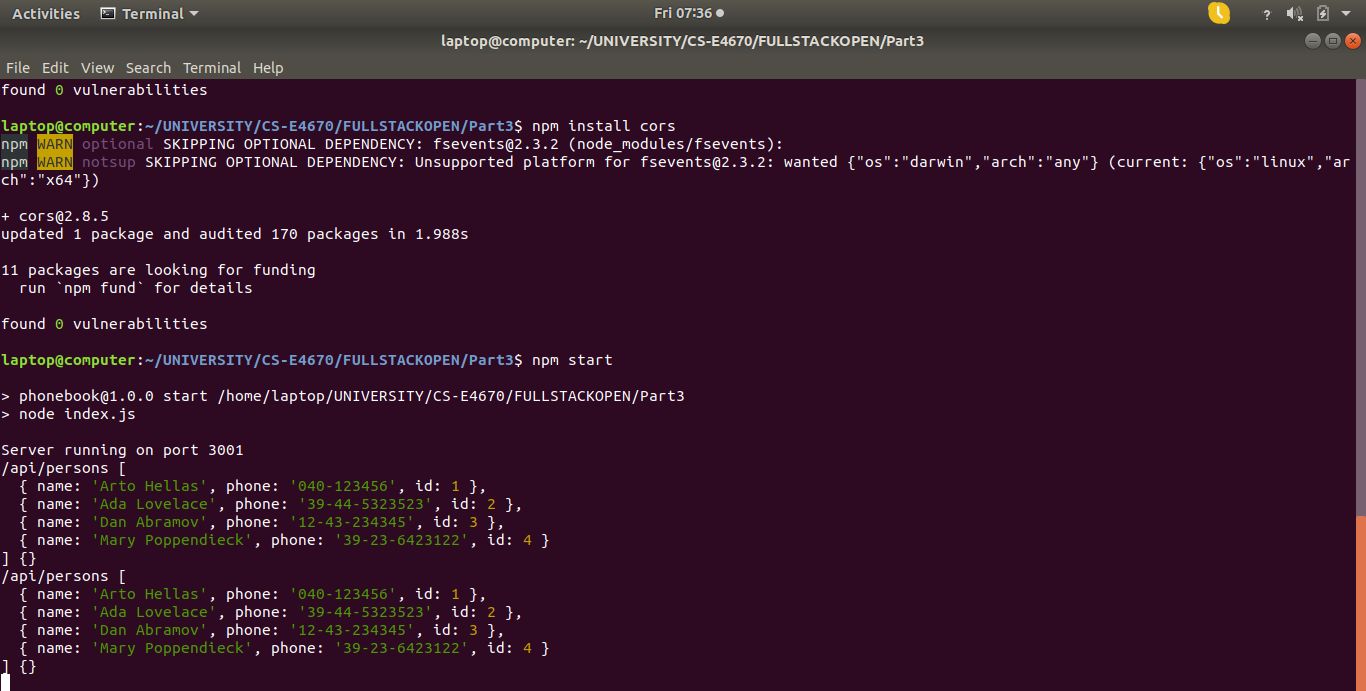 Activities Terminal Fri 07:36 ?
laptop@computer: ~/UNIVERSITY/CS-E4670/FULLSTACKOPEN/Part3
File Edit View Search Terminal Help
found 0 vulnerabilities
laptop@computer:~/UNIVERSITY/CS-E4670/FULLSTACKOPEN/Part3$ npm install cors
npm WARN optional SKIPPING OPTIONAL DEPENDENCY: fsevents@2.3.2 (node_modules/fsevents):
npm WARN notsup SKIPPING OPTIONAL DEPENDENCY: Unsupported platform for fsevents@2.3.2: wanted {"os":"darwin","arch":"any"} (current: {"os":"linux","ar
ch":"x64"})
+ cors@2.8.5
updated 1 package and audited 170 packages in 1.988s
11 packages are looking for funding
  run `npm fund` for details
found 0 vulnerabilities
laptop@computer:~/UNIVERSITY/CS-E4670/FULLSTACKOPEN/Part3$ npm start
> phonebook@1.0.0 start /home/laptop/UNIVERSITY/CS-E4670/FULLSTACKOPEN/Part3
> node index.js
Server running on port 3001
/api/persons [
  { name: 'Arto Hellas', phone: '040-123456', id: 1 },
  { name: 'Ada Lovelace', phone: '39-44-5323523', id: 2 },
  { name: 'Dan Abramov', phone: '12-43-234345', id: 3 },
  { name: 'Mary Poppendieck', phone: '39-23-6423122', id: 4 }
] {}
/api/persons [
  { name: 'Arto Hellas', phone: '040-123456', id: 1 },
  { name: 'Ada Lovelace', phone: '39-44-5323523', id: 2 },
  { name: 'Dan Abramov', phone: '12-43-234345', id: 3 },
  { name: 'Mary Poppendieck', phone: '39-23-6423122', id: 4 }
] {}